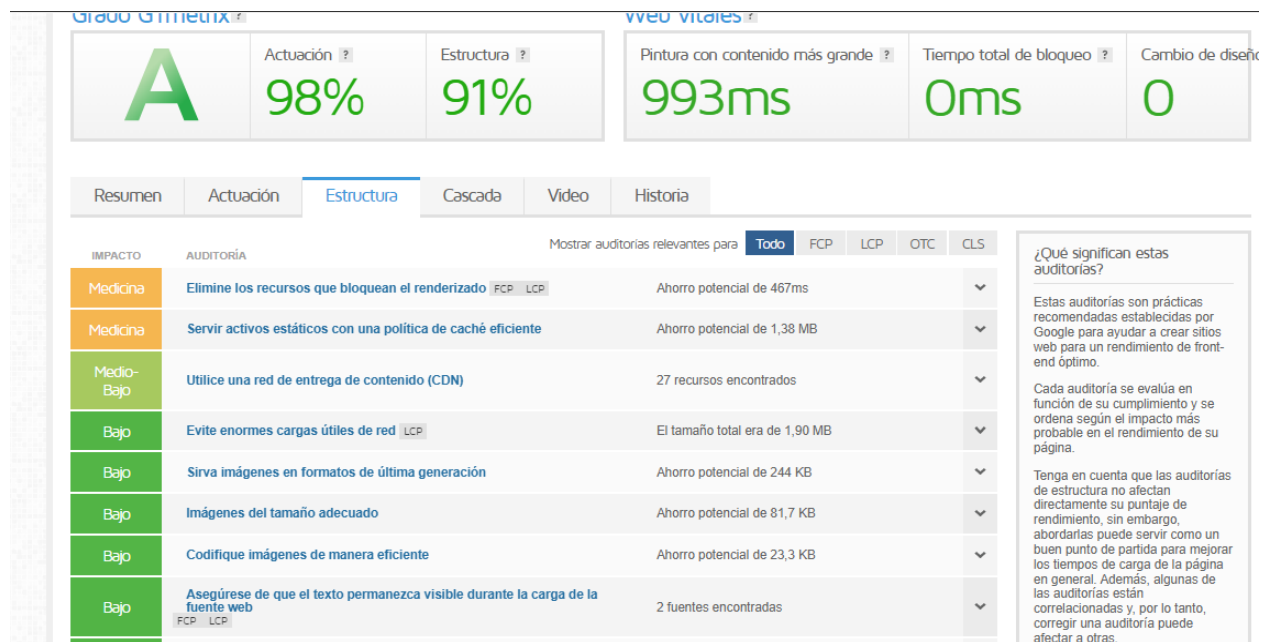 Grado GTmetrix ?
Web Vitales ?
A
Actuación ?
98%
Estructura ?
91%
Pintura con contenido más grande ?
993ms
Tiempo total de bloqueo ?
0ms
Cambio de diseño
0
Resumen Actuación Estructura Cascada Video Historia
Mostrar auditorías relevantes para Todo FCP LCP OTC CLS
IMPACTO AUDITORÍA
Medicina Elimine los recursos que bloquean el renderizado FCP LCP Ahorro potencial de 467ms
Medicina Servir activos estáticos con una política de caché eficiente Ahorro potencial de 1,38 MB
Medio-
Bajo
Utilice una red de entrega de contenido (CDN) 27 recursos encontrados
Bajo Evite enormes cargas útiles de red LCP El tamaño total era de 1,90 MB
Bajo Sirva imágenes en formatos de última generación Ahorro potencial de 244 KB
Bajo Imágenes del tamaño adecuado Ahorro potencial de 81,7 KB
Bajo Codifique imágenes de manera eficiente Ahorro potencial de 23,3 KB
Bajo Asegúrese de que el texto permanezca visible durante la carga de la
fuente web
FCP LCP
2 fuentes encontradas
¿Qué significan estas
auditorías?
Estas auditorías son prácticas
recomendadas establecidas por
Google para ayudar a crear sitios
web para un rendimiento de front-
end óptimo.
Cada auditoría se evalúa en
función de su cumplimiento y se
ordena según el impacto más
probable en el rendimiento de su
página.
Tenga en cuenta que las auditorías
de estructura no afectan
directamente su puntaje de
rendimiento, sin embargo,
abordarlas puede servir como un
buen punto de partida para mejorar
los tiempos de carga de la página
en general. Además, algunas de
las auditorías están
correlacionadas y, por lo tanto,
corregir una auditoría puede
afectar a otras.